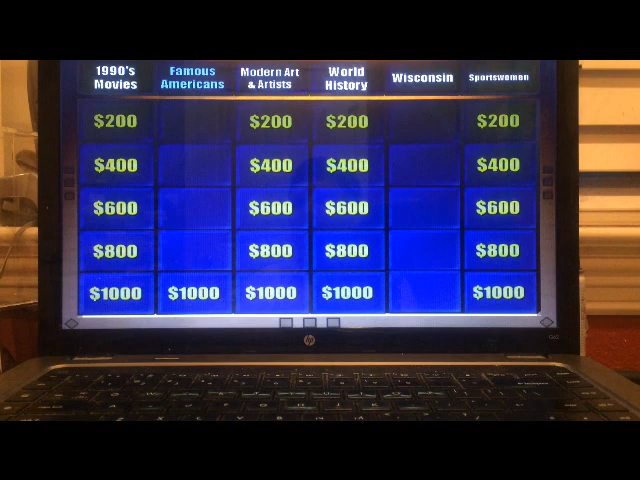 1990's Movies
Famous Americans
Modern Art & Artists
World History
Wisconsin
Sportswomen
$200 $200 $200 $200
$400 $400 $400 $400
$600 $600 $600 $600
$800 $800 $800 $800
$1000 $1000 $1000 $1000 $1000
hp